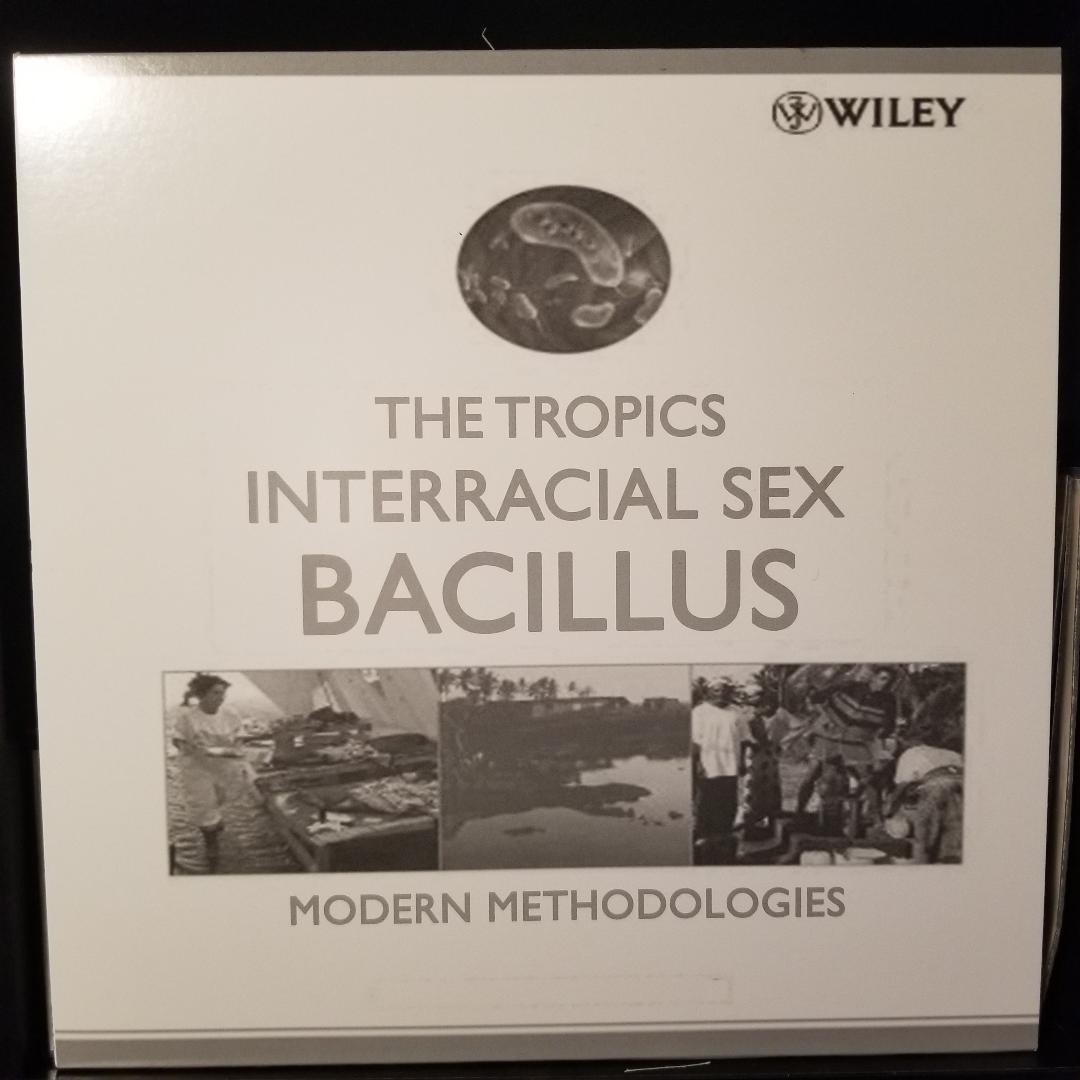 WILEY
THE TROPICS
INTERRACIAL SEX
BACILLUS
MODERN METHODOLOGIES